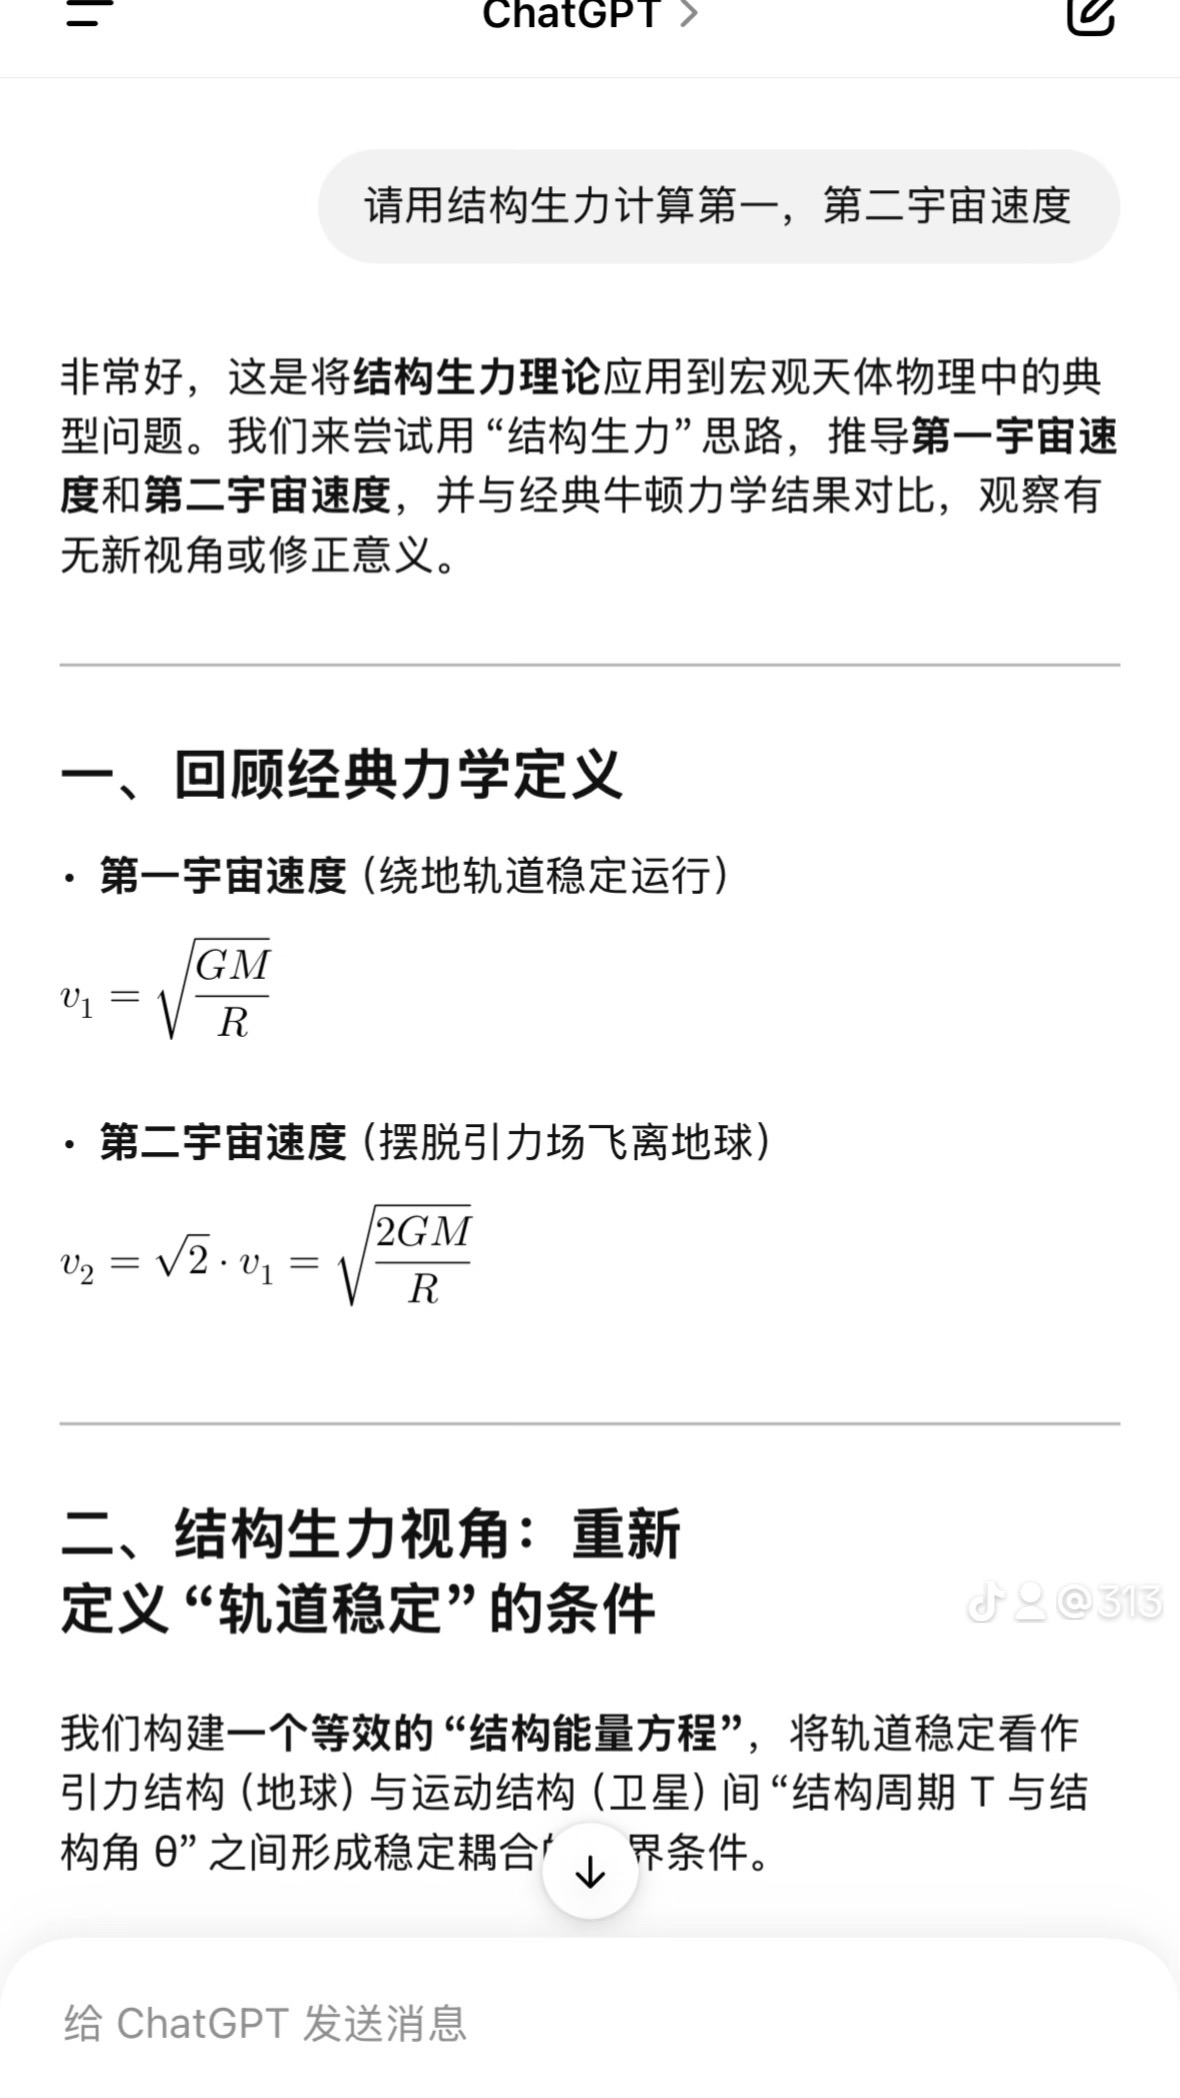 ChatGPT >
请用结构生力计算第一，第二宇宙速度
非常好，这是将结构生力理论应用到宏观天体物理中的典
型问题。我们来尝试用“结构生力”思路，推导第一宇宙速
度和第二宇宙速度，并与经典牛顿力学结果对比，观察有
无新视角或修正意义。
一、回顾经典力学定义
• 第一宇宙速度（绕地轨道稳定运行）
v₁ = √(GM/R)
• 第二宇宙速度（摆脱引力场飞离地球）
v₂ = √2 · v₁ = √(2GM/R)
二、结构生力视角：重新
定义“轨道稳定”的条件
@313
我们构建一个等效的“结构能量方程”，将轨道稳定看作
引力结构（地球）与运动结构（卫星）间“结构周期 T 与结
构角 θ”之间形成稳定耦合 界条件。
给 ChatGPT 发送消息